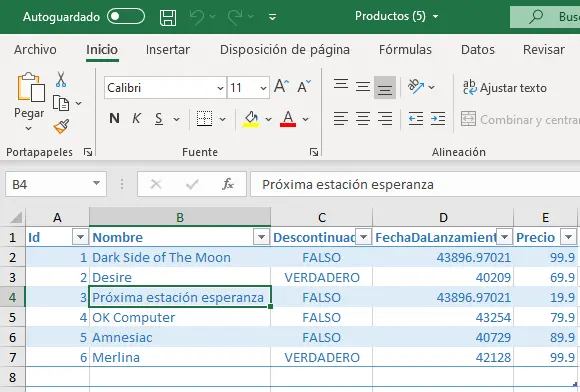 Autoguardado Productos (5) Buscar
Archivo Inicio Insertar Disposición de página Fórmulas Datos Revisar
Calibri 11 A A ab Ajustar texto
Pegar N K S A Combinar y centra
Portapapeles Fuente Alineación
B4 fx Próxima estación esperanza
A B C D E
1 Id Nombre Descontinuad FechaDaLanzamient Precio
2 1 Dark Side of The Moon FALSO 43896.97021 99.9
3 2 Desire VERDADERO 40209 69.9
4 3 Próxima estación esperanza FALSO 43896.97021 19.9
5 4 OK Computer FALSO 43254 79.9
6 5 Amnesiac FALSO 40729 89.9
7 6 Merlina VERDADERO 42128 99.9
8